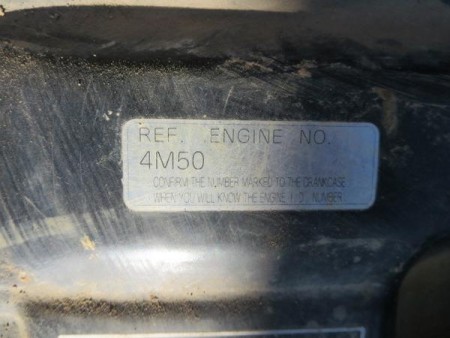 REF. ENGINE NO.
4M50
CONFIRM THE NUMBER MARKED TO THE CRANKCASE
WHEN YOU WILL KNOW THE ENGINE I.D. NUMBER